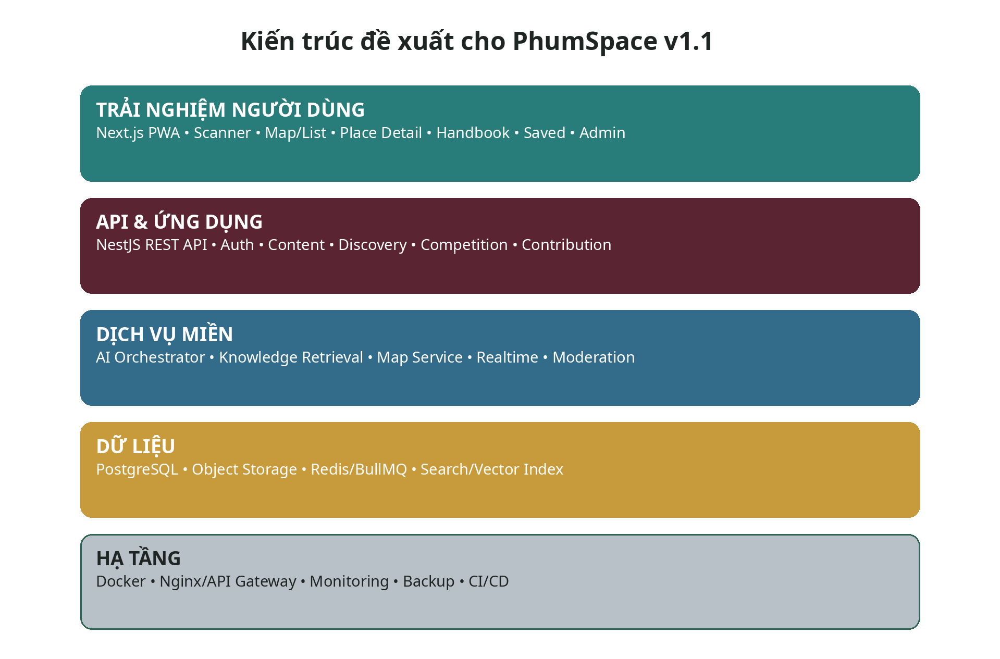 Kiến trúc đề xuất cho PhumSpace v1.1
TRẢI NGHIỆM NGƯỜI DÙNG
Next.js PWA • Scanner • Map/List • Place Detail • Handbook • Saved • Admin
API & ỨNG DỤNG
NestJS REST API • Auth • Content • Discovery • Competition • Contribution
DỊCH VỤ MIỀN
AI Orchestrator • Knowledge Retrieval • Map Service • Realtime • Moderation
DỮ LIỆU
PostgreSQL • Object Storage • Redis/BullMQ • Search/Vector Index
HẠ TẦNG
Docker • Nginx/API Gateway • Monitoring • Backup • CI/CD